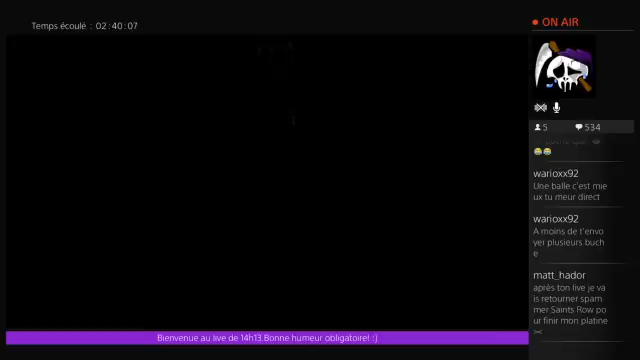 Temps écoulé : 02:40:07
ON AIR
5
534
warioxx92
Une balle c'est mie
ux tu meur direct
warioxx92
A moins de t'envo
yer plusieurs buch
e
matt_hador
après ton live je va
is retourner spam
mer Saints Row po
ur finir mon platine
><
Bienvenue au live de 14h13.Bonne humeur obligatoire! :)